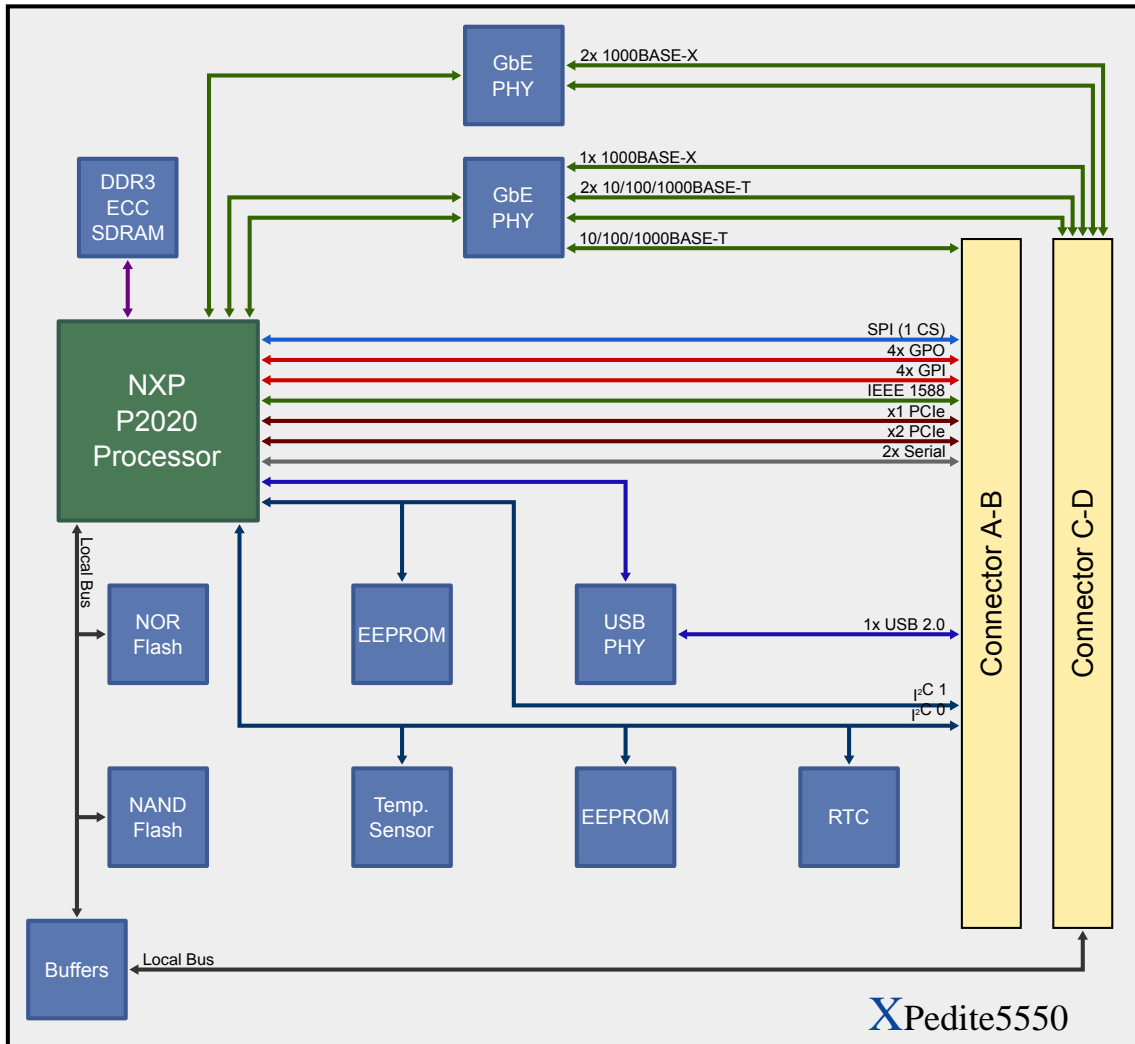 GbE
PHY
2x 1000BASE-X
DDR3
ECC
SDRAM
GbE
PHY
1x 1000BASE-X
2x 10/100/1000BASE-T
10/100/1000BASE-T
NXP
P2020
Processor
SPI (1 CS)
4x GPO
4x GPI
IEEE 1588
x1 PCIe
x2 PCIe
2x Serial
Connector A-B
Connector C-D
Local Bus
NOR
Flash
EEPROM
USB
PHY
1x USB 2.0
I²C 1
I²C 0
NAND
Flash
Temp.
Sensor
EEPROM
RTC
Buffers
Local Bus
XPedite5550